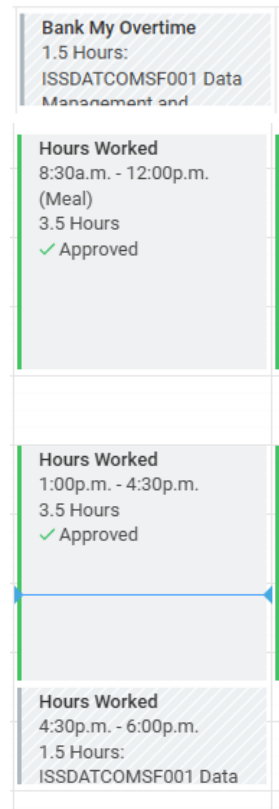 Bank My Overtime
1.5 Hours:
ISSDATCOMSF001 Data
Management and
Hours Worked
8:30a.m. - 12:00p.m.
(Meal)
3.5 Hours
Approved
Hours Worked
1:00p.m. - 4:30p.m.
3.5 Hours
Approved
Hours Worked
4:30p.m. - 6:00p.m.
1.5 Hours:
ISSDATCOMSF001 Data